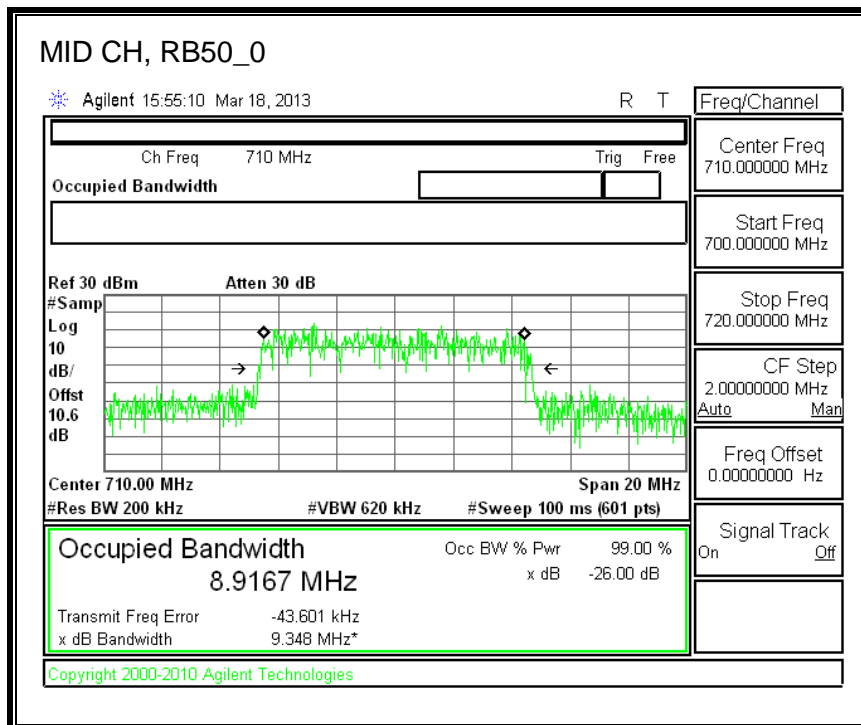 MID CH, RB50_0
Agilent 15:55:10 Mar 18, 2013 R T
Freq/Channel
Ch Freq 710 MHz Trig Free
Occupied Bandwidth
Center Freq
710.000000 MHz
Start Freq
700.000000 MHz
Stop Freq
720.000000 MHz
CF Step
2.00000000 MHz
Auto Man
Freq Offset
0.00000000 Hz
Signal Track
On Off
Ref 30 dBm Atten 30 dB
#Samp
Log
10
dB/
Offst
10.6
dB
Center 710.00 MHz Span 20 MHz
#Res BW 200 kHz #VBW 620 kHz #Sweep 100 ms (601 pts)
Occupied Bandwidth
8.9167 MHz
Occ BW % Pwr 99.00 %
x dB -26.00 dB
Transmit Freq Error -43.601 kHz
x dB Bandwidth 9.348 MHz*
Copyright 2000-2010 Agilent Technologies